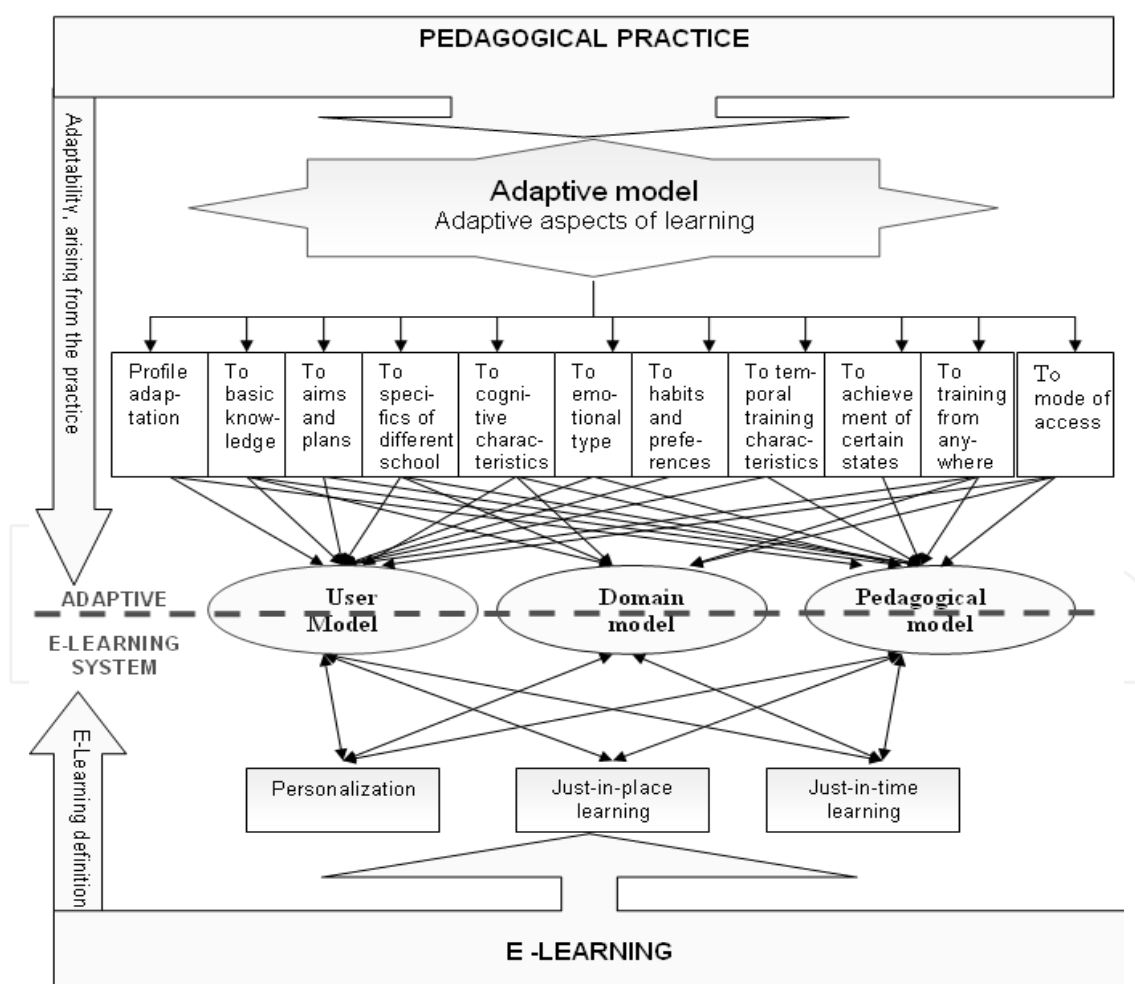 PEDAGOGICAL PRACTICE
Adaptability, arising from the practice
Adaptive model
Adaptive aspects of learning
Profile
adap-
tation
To
basic
know-
ledge
To
aims
and
plans
To
speci-
fics of
different
school
To
cogni-
tive
charac-
teristics
To
emo-
tional
type
To
habits
and
prefe-
rences
To tem-
poral
training
charac-
teristics
To
achieve
ment of
certain
states
To
training
from
any-
where
To
mode of
access
ADAPTIVE
E-LEARNING
SYSTEM
User
Model
Domain
model
Pedagogical
model
E-Learning definition
Personalization
Just-in-place
learning
Just-in-time
learning
E -LEARNING